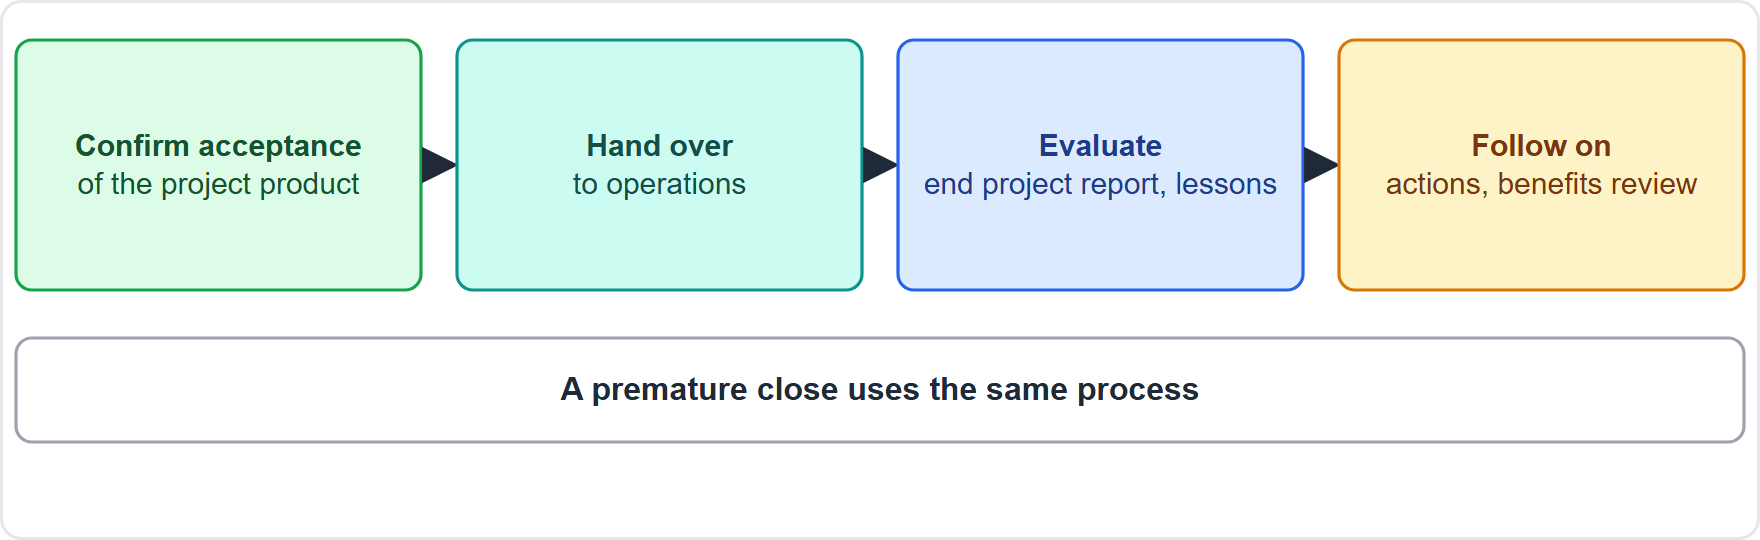 Confirm acceptance
of the project product
Hand over
to operations
Evaluate
end project report, lessons
Follow on
actions, benefits review
A premature close uses the same process